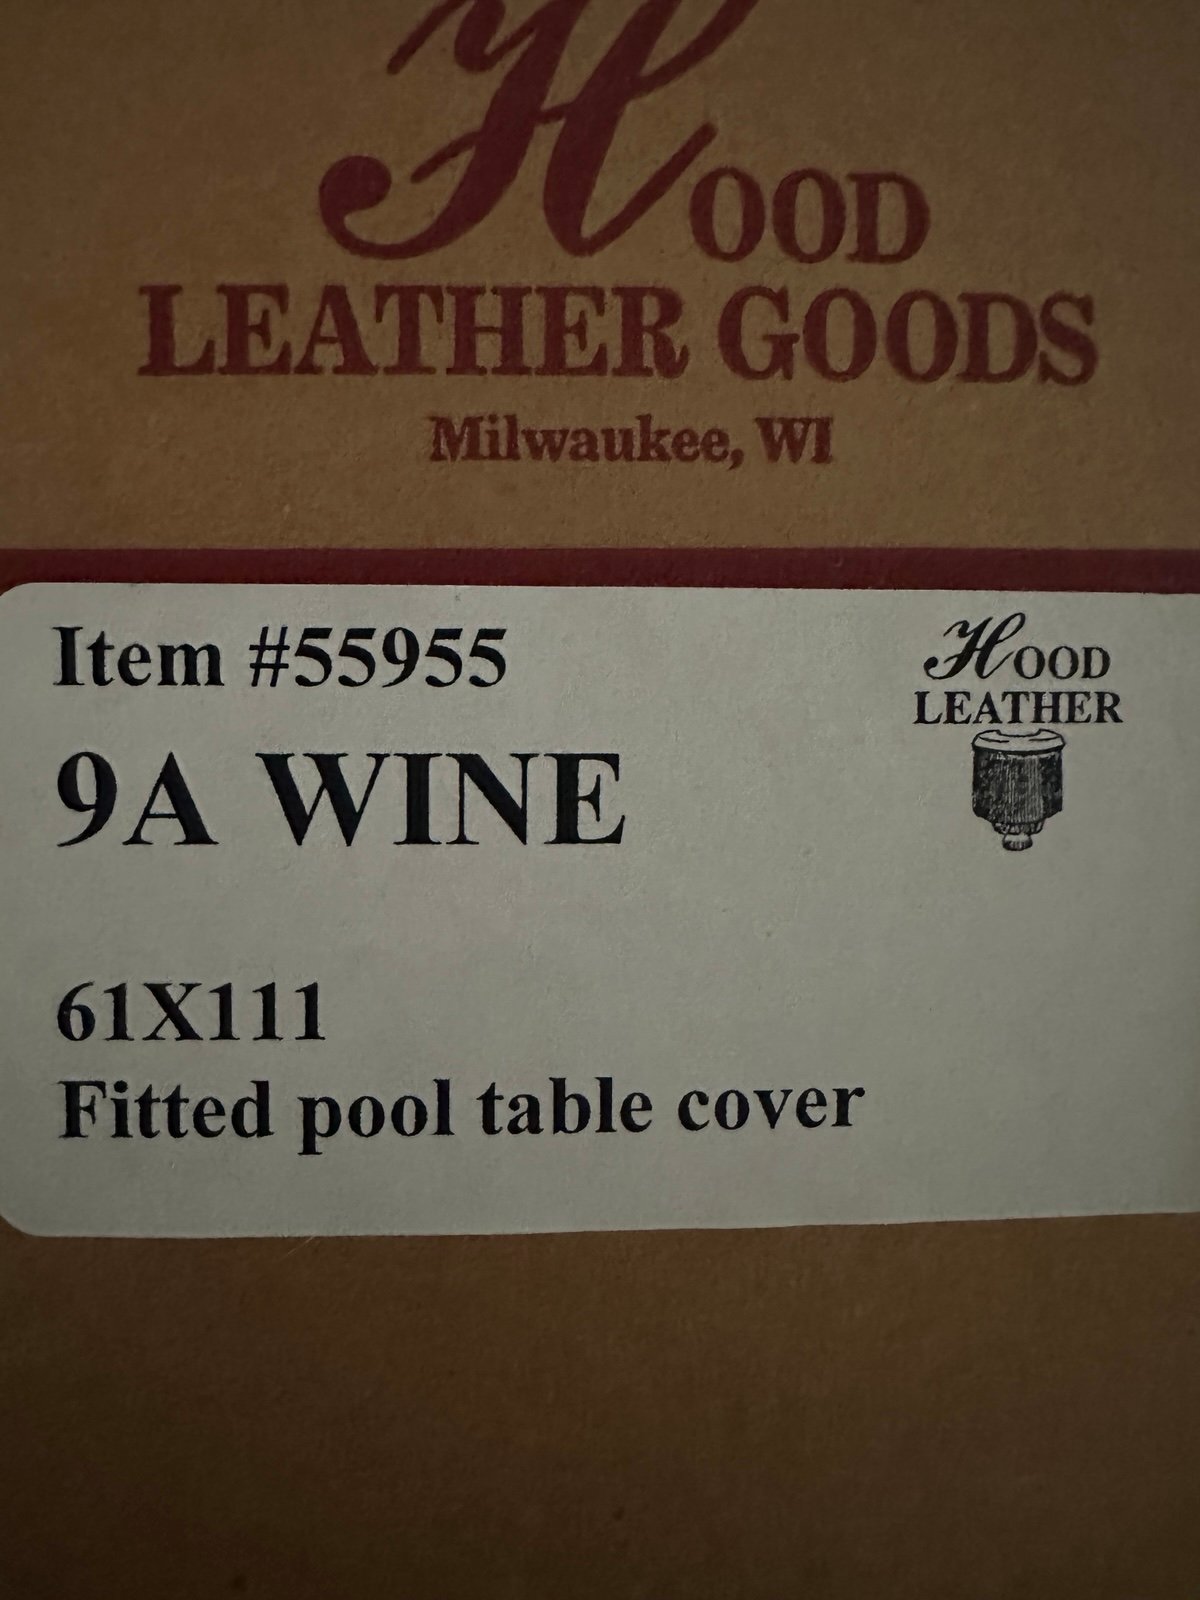 Hood
LEATHER GOODS
Milwaukee, WI
Item #55955
Hood
LEATHER
9A WINE
61X111
Fitted pool table cover